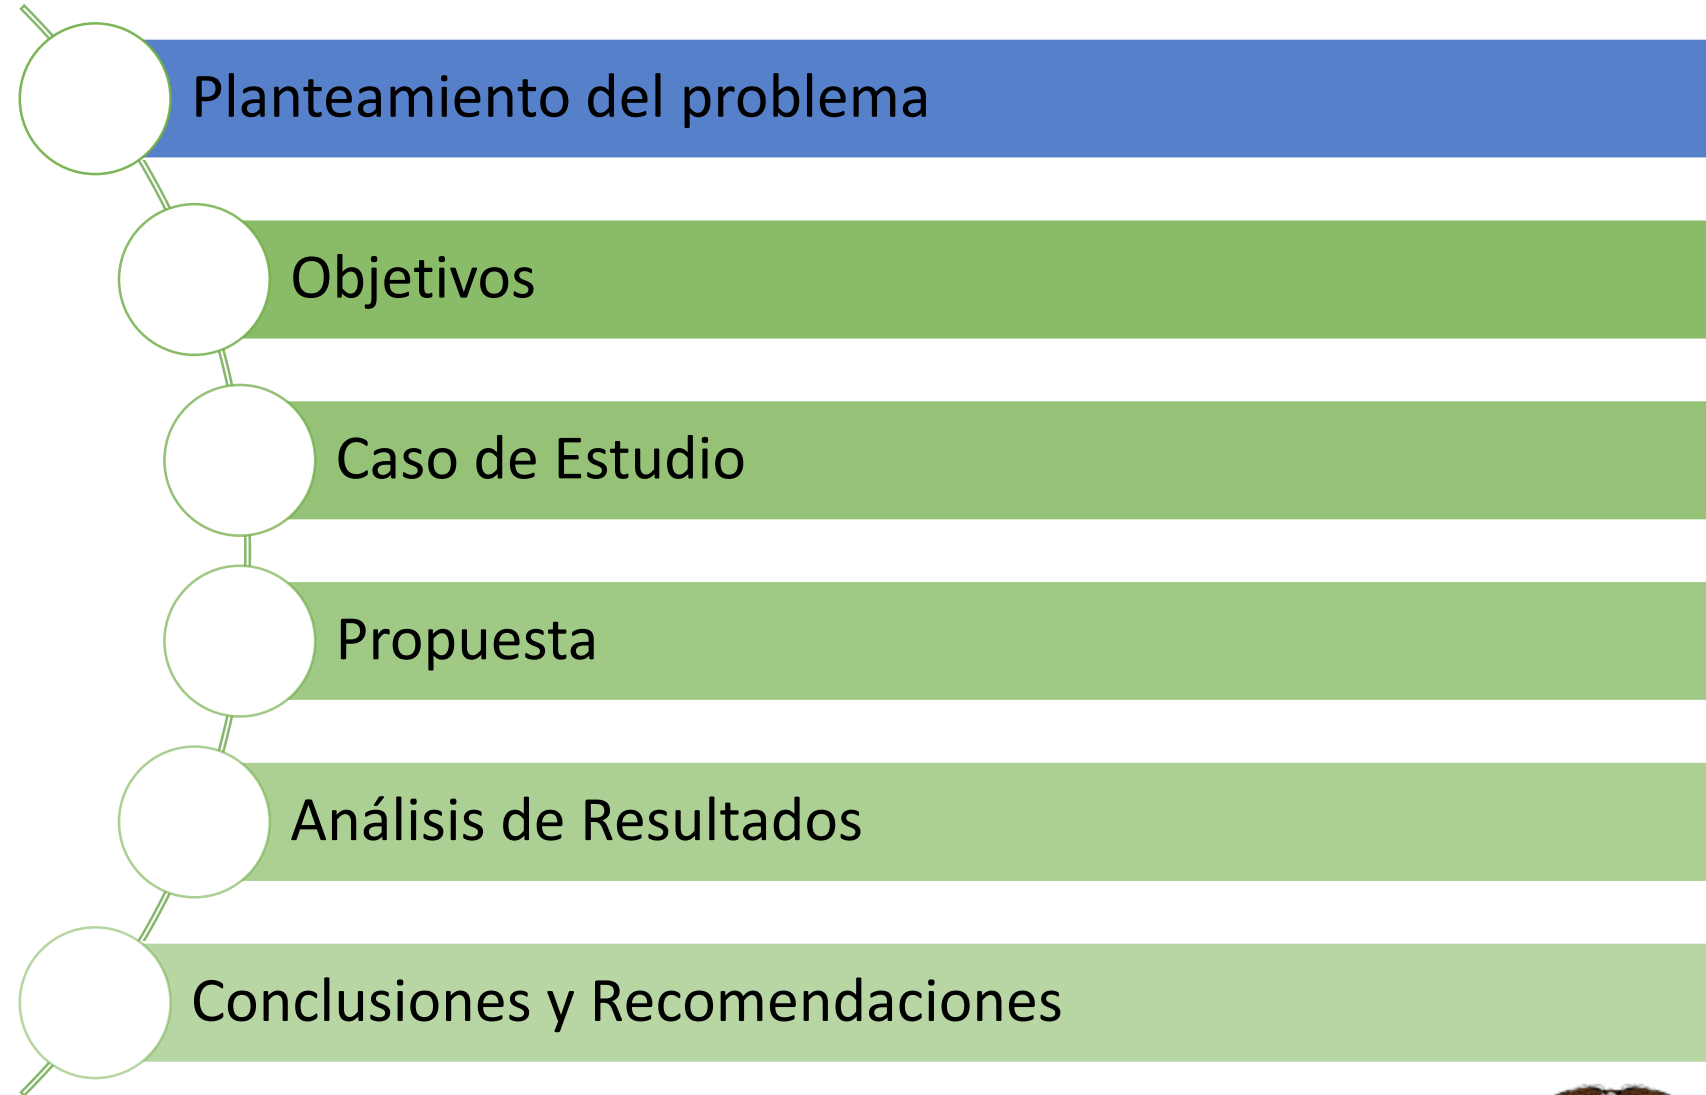 Planteamiento del problema
Objetivos
Caso de Estudio
Propuesta
Análisis de Resultados
Conclusiones y Recomendaciones